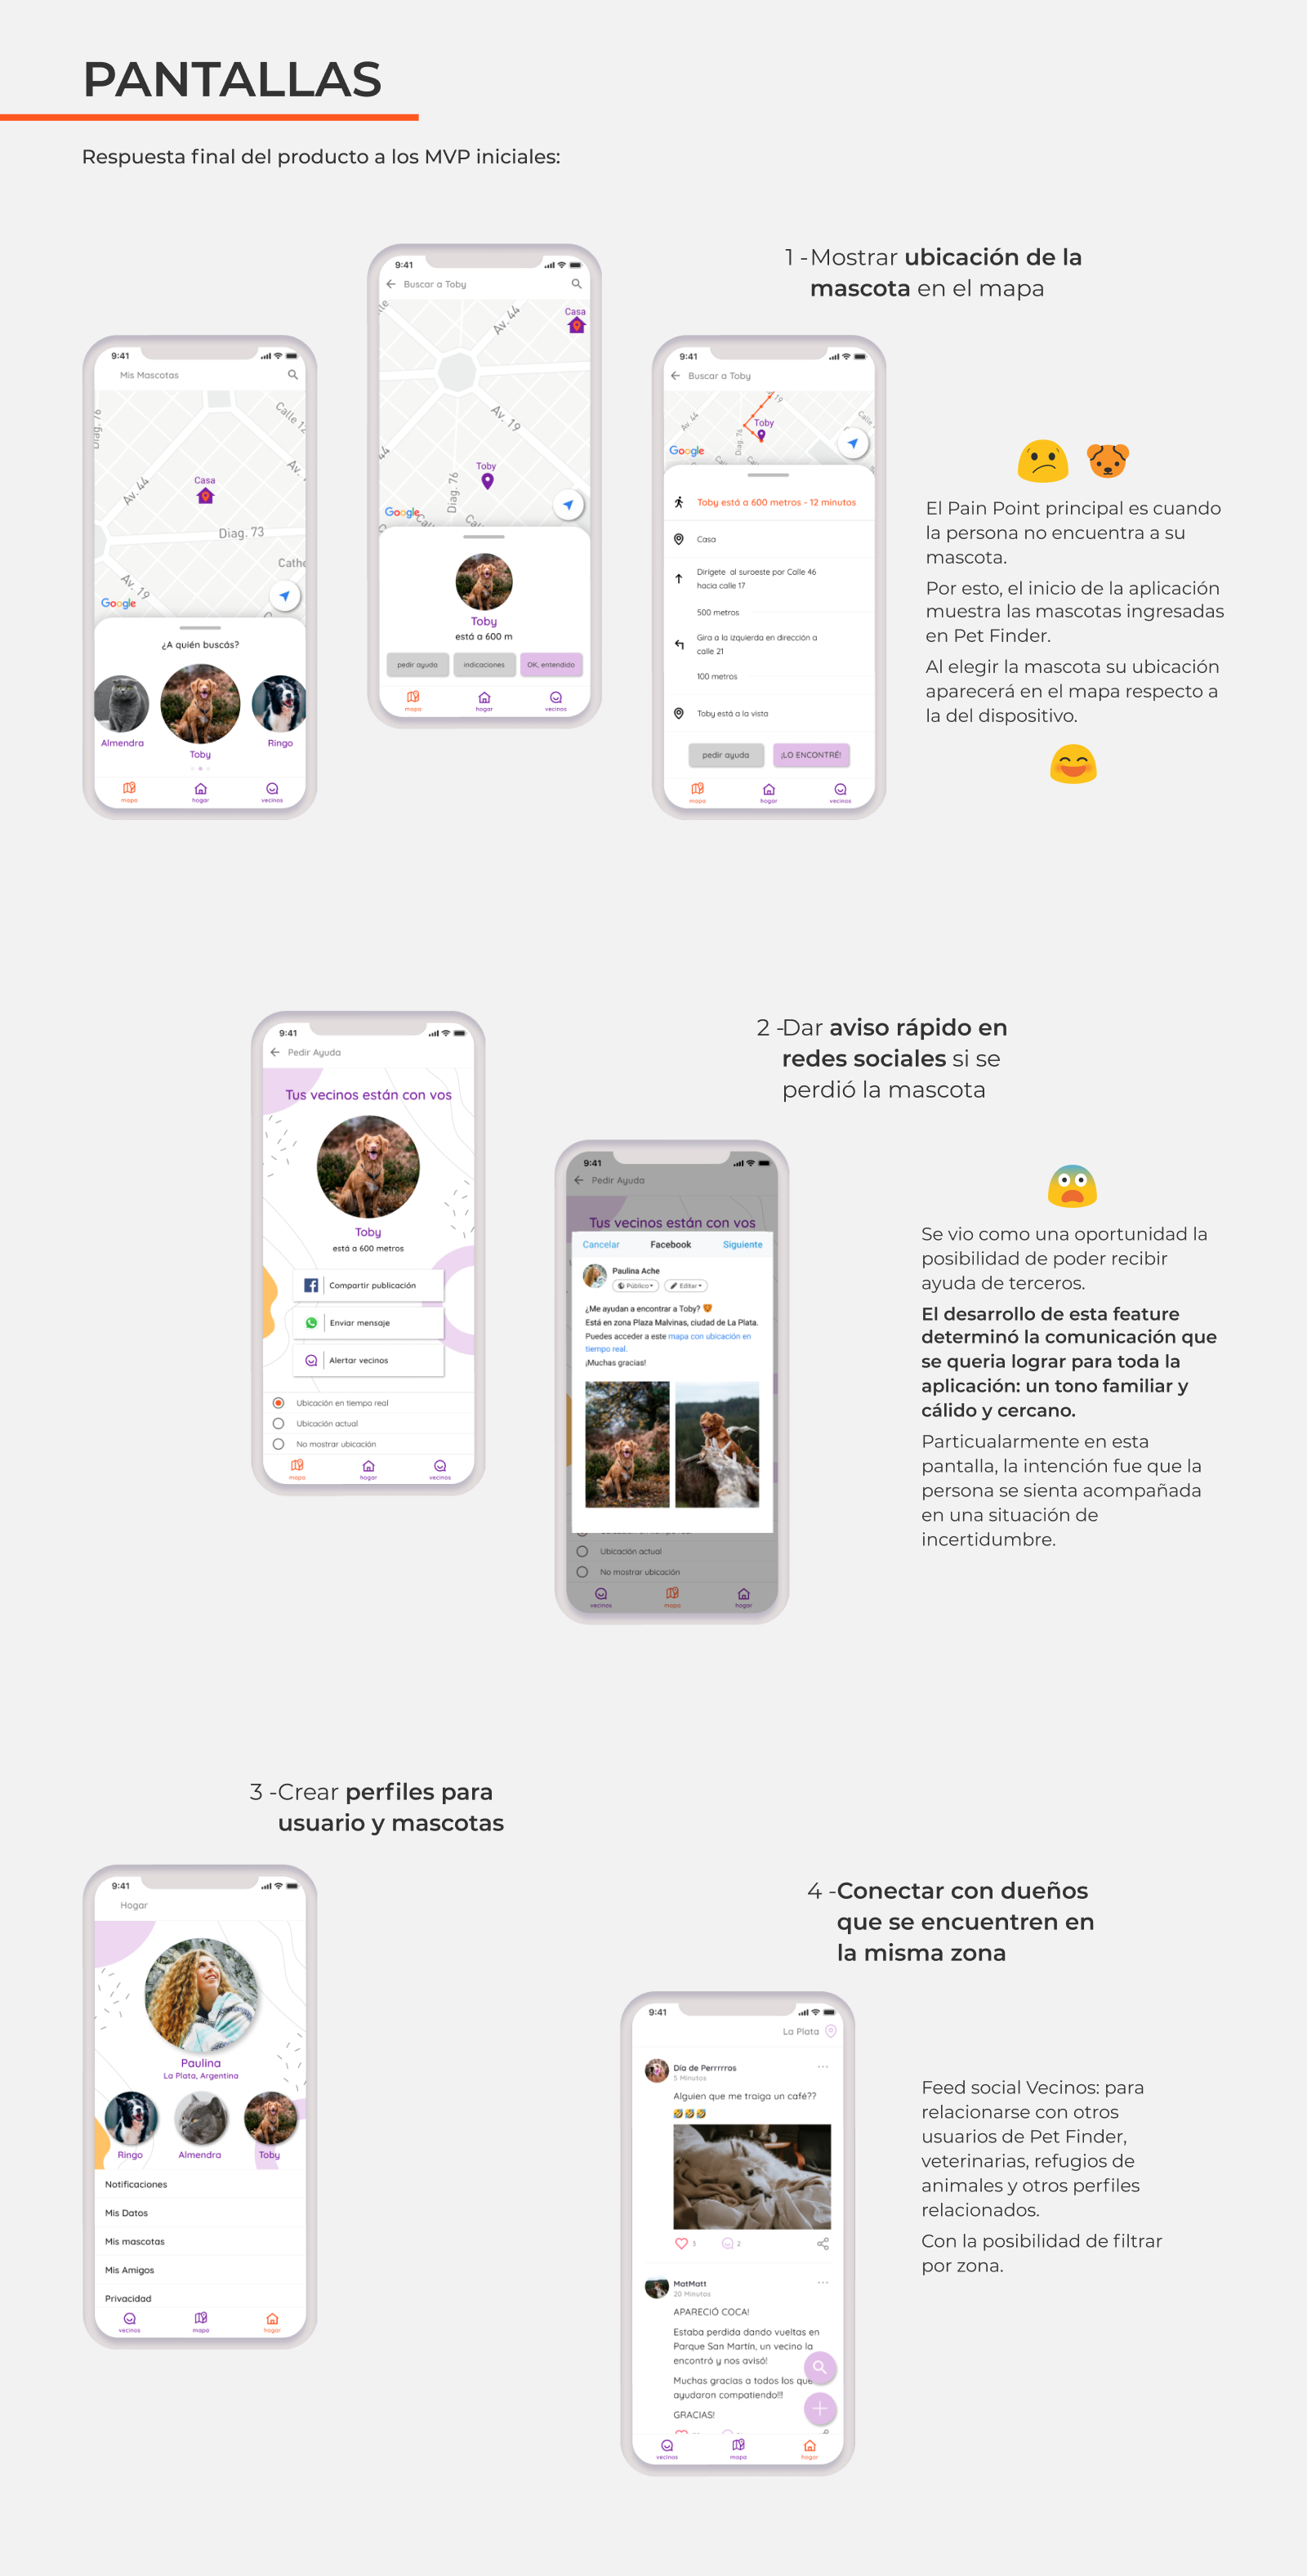 PANTALLAS
Respuesta final del producto a los MVP iniciales:
1 -Mostrar ubicación de la
mascota en el mapa
9:41
Mis Mascotas
Diag. 76
Calle 12
Av. 44
Av.
Casa
Diag. 73
Cathe
Av. 19
Google
¿A quién buscás?
Almendra
Toby
Ringo
mapa
hogar
vecinos
9:41
Buscar a Toby
Casa
Av. 44
Av. 19
44
Toby
Diag. 76
Google
Toby
está a 600 m
pedir ayuda
indicaciones
OK, entendido
mapa
hogar
vecinos
9:41
Buscar a Toby
19
Av. 44
Toby
Diag. 76
Calle
Google
Toby está a 600 metros - 12 minutos
Casa
Dirígete al suroeste por Calle 46
hacia calle 17
500 metros
Gira a la izquierda en dirección a
calle 21
100 metros
Toby está a la vista
pedir ayuda
¡LO ENCONTRÉ!
mapa
hogar
vecinos
El Pain Point principal es cuando
la persona no encuentra a su
mascota.
Por esto, el inicio de la aplicación
muestra las mascotas ingresadas
en Pet Finder.
Al elegir la mascota su ubicación
aparecerá en el mapa respecto a
la del dispositivo.
2 -Dar aviso rápido en
redes sociales si se
perdió la mascota
9:41
Pedir Ayuda
Tus vecinos están con vos
Toby
está a 600 metros
Compartir publicación
Enviar mensaje
Alertar vecinos
Ubicación en tiempo real
Ubicación actual
No mostrar ubicación
mapa
hogar
vecinos
9:41
Pedir Ayuda
Tus vecinos están con vos
Cancelar
Facebook
Siguiente
Paulina Ache
Público
Editar
¿Me ayudan a encontrar a Toby?
Está en zona Plaza Malvinas, ciudad de La Plata.
Puedes acceder a este mapa con ubicación en
tiempo real.
¡Muchas gracias!
Ubicación actual
No mostrar ubicación
vecinos
mapa
hogar
Se vio como una oportunidad la
posibilidad de poder recibir
ayuda de terceros.
El desarrollo de esta feature
determinó la comunicación que
se queria lograr para toda la
aplicación: un tono familiar y
cálido y cercano.
Particualarmente en esta
pantalla, la intención fue que la
persona se sienta acompañada
en una situación de
incertidumbre.
3 -Crear perfiles para
usuario y mascotas
9:41
Hogar
Paulina
La Plata, Argentina
Ringo
Almendra
Toby
Notificaciones
Mis Datos
Mis mascotas
Mis Amigos
Privacidad
vecinos
mapa
hogar
4 -Conectar con dueños
que se encuentren en
la misma zona
9:41
La Plata
Día de Perrrrros
5 Minutos
Alguien que me traiga un café??
5
2
MatMatt
20 Minutos
APARECIÓ COCA!
Estaba perdida dando vueltas en
Parque San Martín, un vecino la
encontró y nos avisó!
Muchas gracias a todos los que
ayudaron compatiendo!!!
GRACIAS!
vecinos
mapa
hogar
Feed social Vecinos: para
relacionarse con otros
usuarios de Pet Finder,
veterinarias, refugios de
animales y otros perfiles
relacionados.
Con la posibilidad de filtrar
por zona.